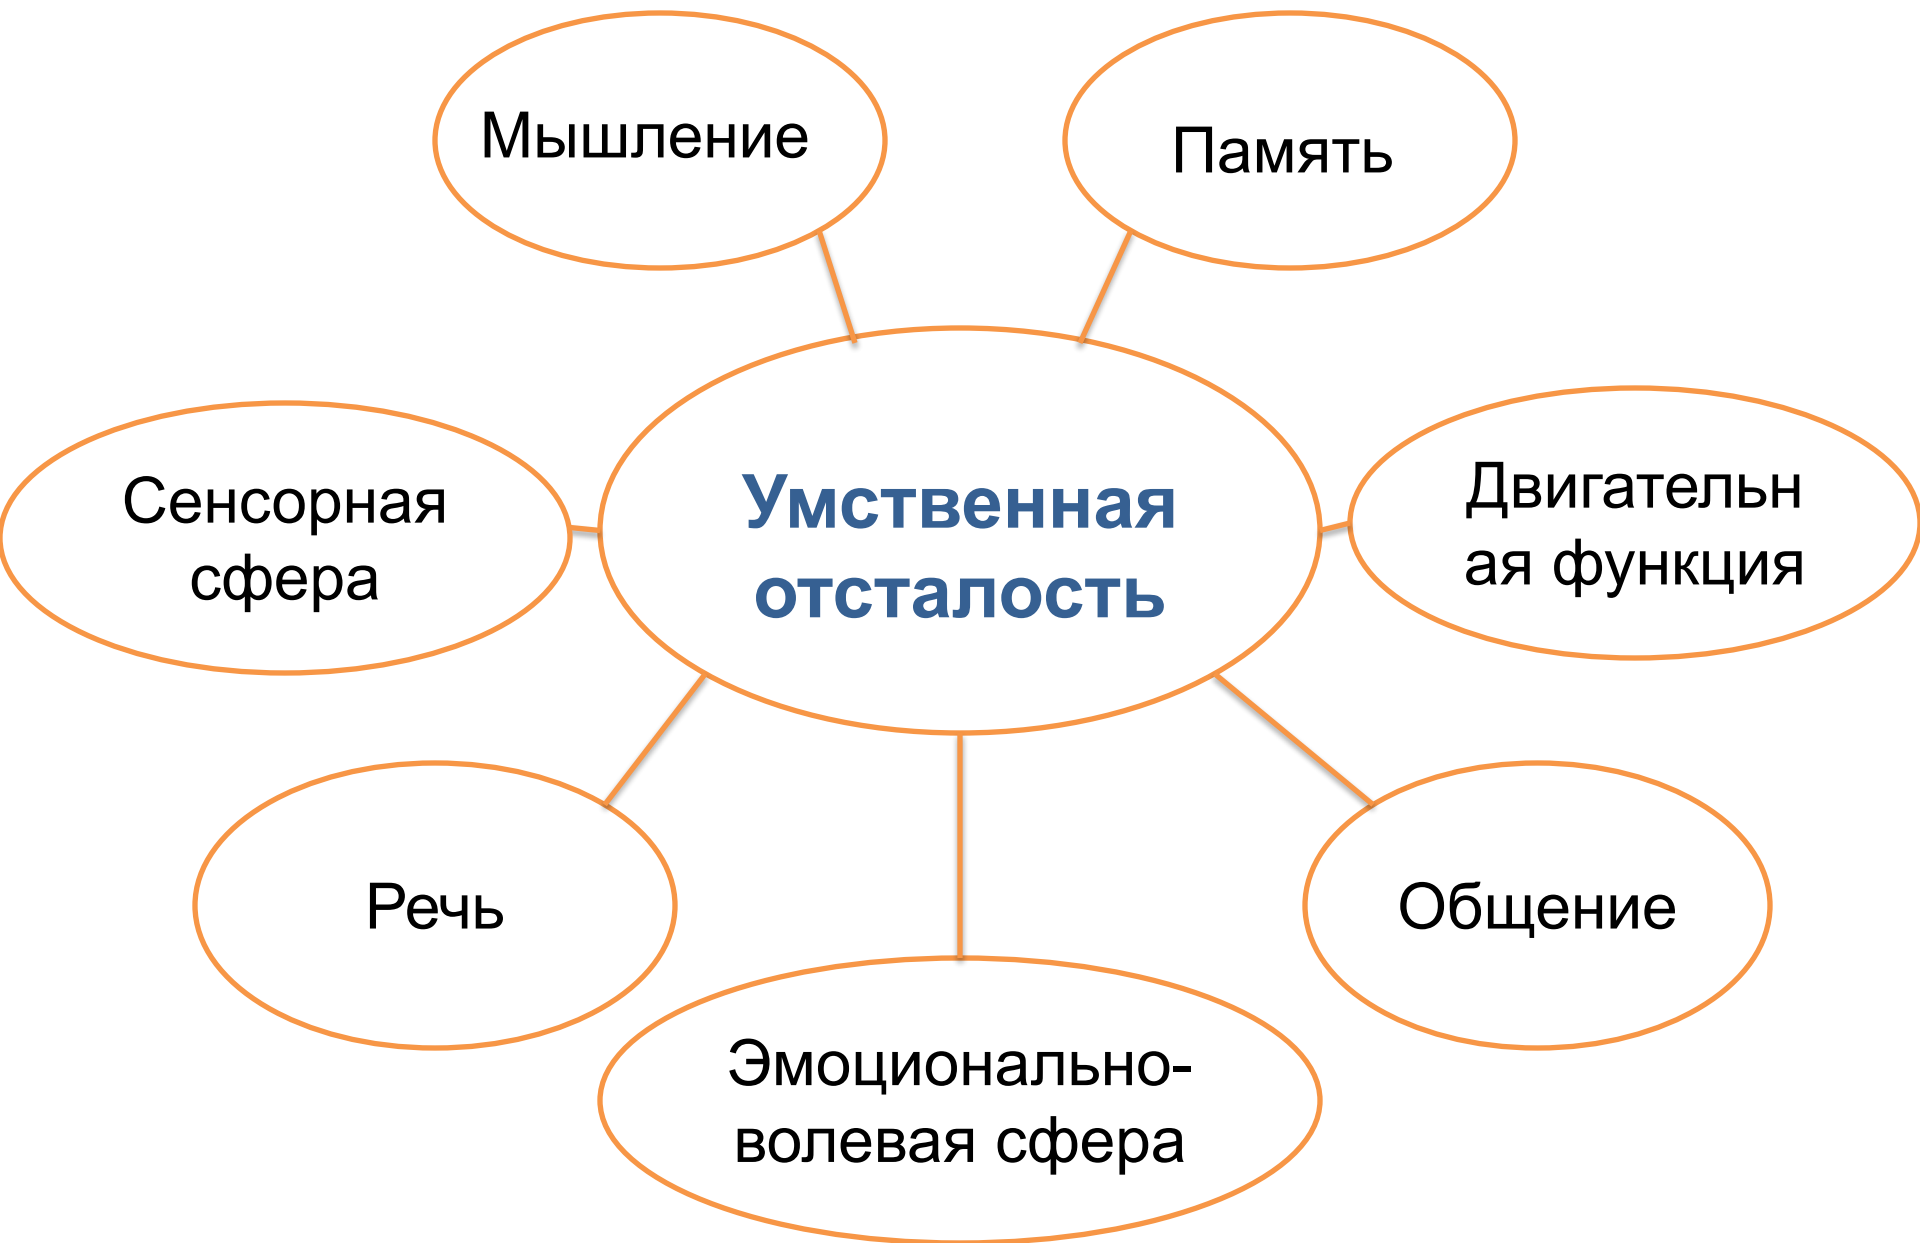 Мышление
Память
Сенсорная
сфера
Умственная
отсталость
Двигательн
ая функция
Речь
Общение
Эмоционально-
волевая сфера